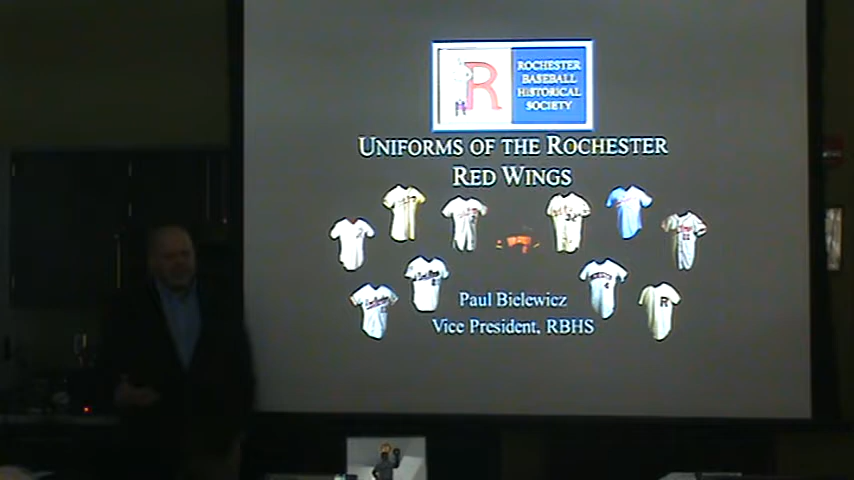 R
ROCHESTER
BASEBALL
HISTORICAL
SOCIETY
UNIFORMS OF THE ROCHESTER
RED WINGS
R
Paul Bielewicz
Vice President, RBHS